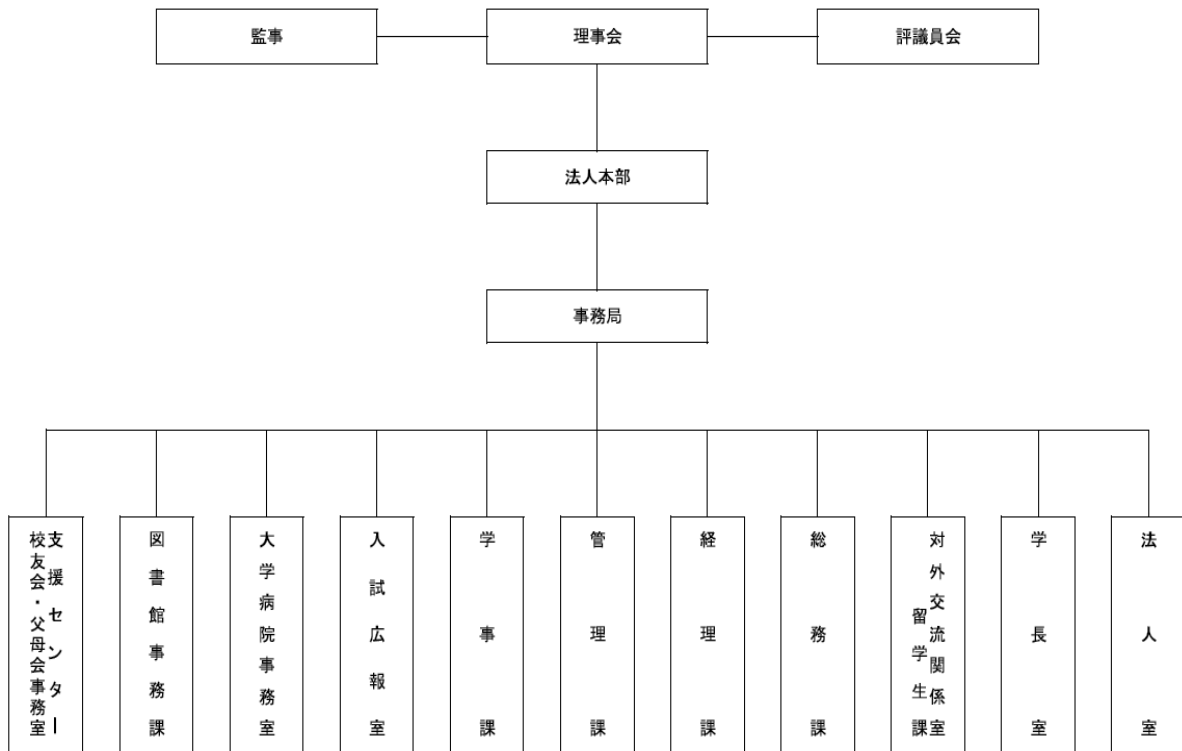 監事
理事会
評議員会
法人本部
事務局
支援センター
校友会・父母会事務室
図書館事務課
大学病院事務室
入試広報室
学事課
管理課
経理課
総務課
対外交流関係室
留学生課
学長室
法人室